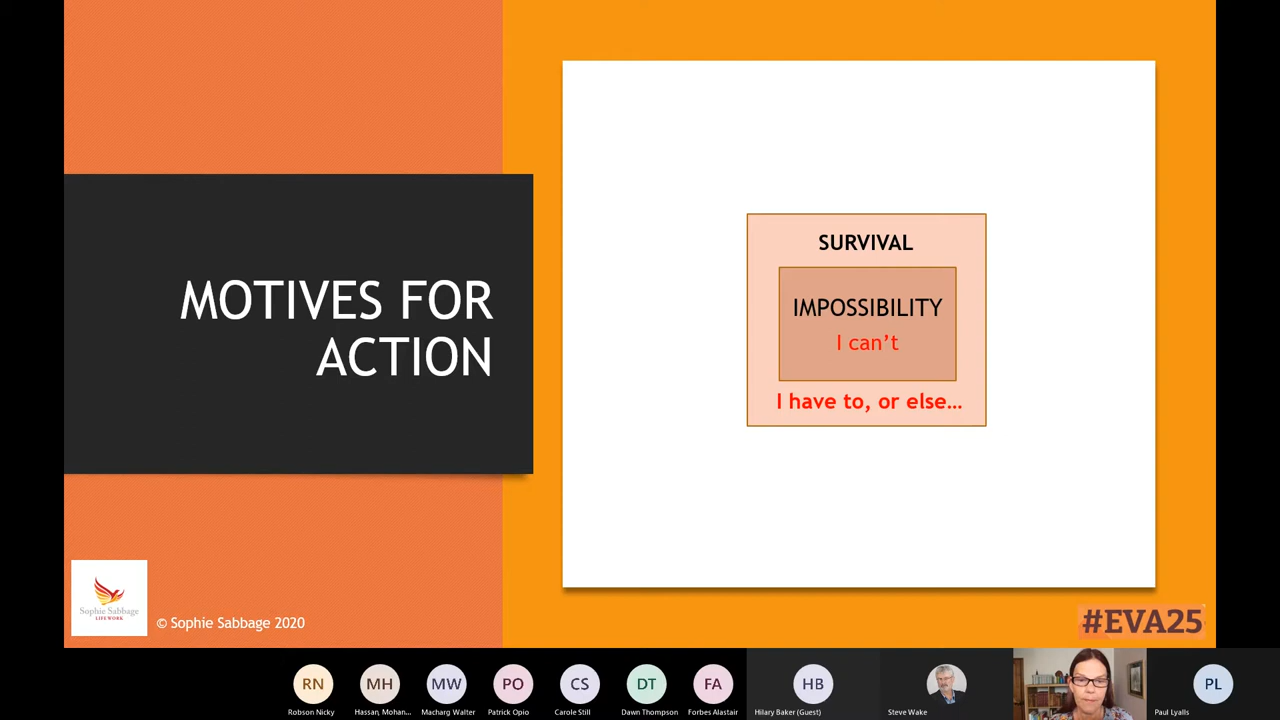 MOTIVES FOR
ACTION
SURVIVAL
IMPOSSIBILITY
I can’t
I have to, or else…
Sophie Sabbage
LIFEWORK
© Sophie Sabbage 2020
#EVA25
RN
MH
MW
PO
CS
DT
FA
HB
PL
Robson Nicky
Hassan, Mohan...
Macharg Walter
Patrick Opio
Carole Still
Dawn Thompson
Forbes Alastair
Hilary Baker (Guest)
Steve Wake
Paul Lyalls